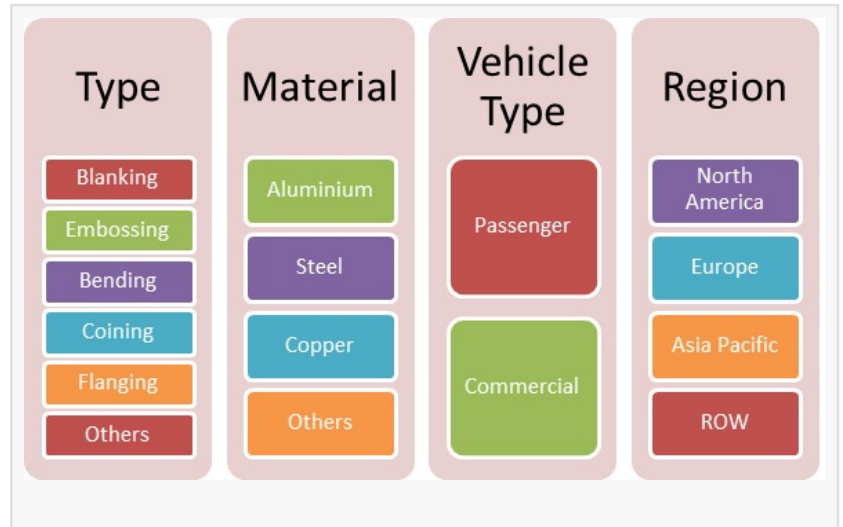 Type
Blanking
Embossing
Bending
Coining
Flanging
Others
Material
Aluminium
Steel
Copper
Others
Vehicle
Type
Passenger
Commercial
Region
North
America
Europe
Asia Pacific
ROW